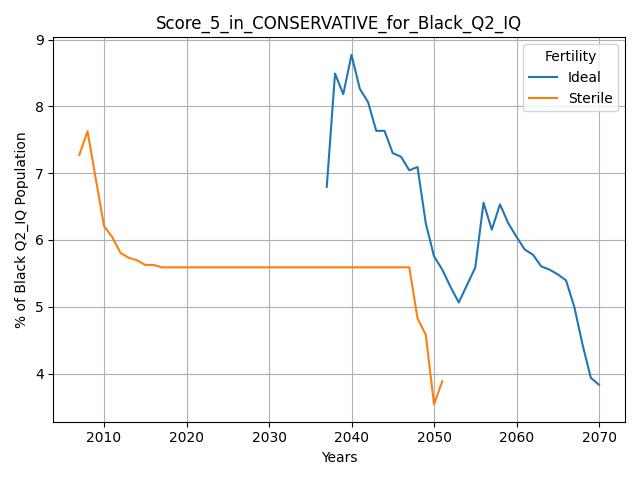 Score_5_in_CONSERVATIVE_for_Black_Q2_IQ
% of Black Q2_IQ Population
9
8
7
6
5
4
Fertility
Ideal
Sterile
2010 2020 2030 2040 2050 2060 2070
Years